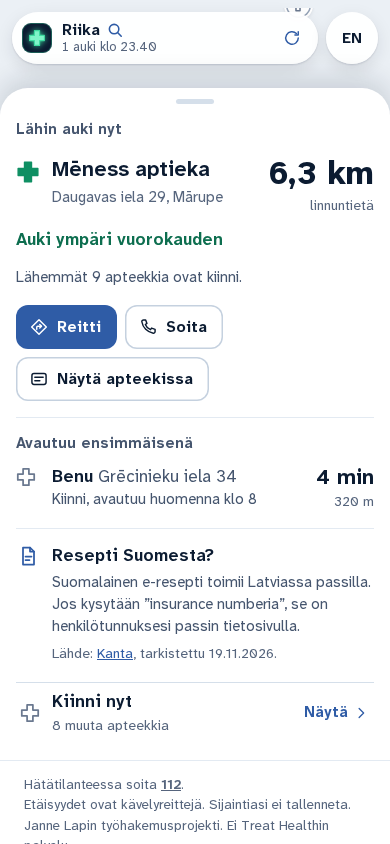 Riika
1 auki klo 23.40
EN
Lähin auki nyt
Mēness aptieka
6,3 km
Daugavas iela 29, Mārupe
linnuntietä
Auki ympäri vuorokauden
Lähemmät 9 apteekkia ovat kiinni.
Reitti
Soita
Näytä apteekissa
Avautuu ensimmäisenä
Benu Grēcinieku iela 34
4 min
Kiinni, avautuu huomenna klo 8
320 m
Resepti Suomesta?
Suomalainen e-resepti toimii Latviassa passilla.
Jos kysytään ”insurance numberia”, se on
henkilötunnuksesi passin tietosivulla.
Lähde: Kanta, tarkistettu 19.11.2026.
Kiinni nyt
8 muuta apteekkia
Näytä
Hätätilanteessa soita 112.
Etäisyydet ovat kävelyreittejä. Sijaintiasi ei tallenneta.
Janne Lapin työhakemusprojekti. Ei Treat Healthin